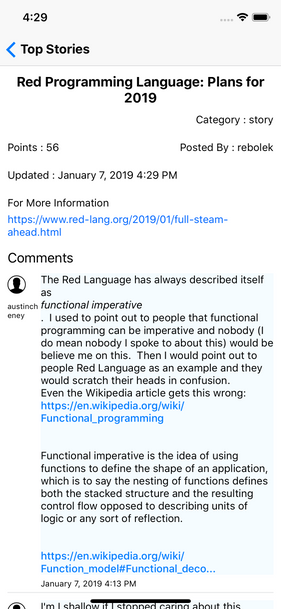 4:29
Top Stories
Red Programming Language: Plans for
2019
Category : story
Points : 56
Posted By : rebolek
Updated : January 7, 2019 4:29 PM
For More Information
https://www.red-lang.org/2019/01/full-steam-
ahead.html
Comments
austinch
eney
The Red Language has always described itself
as
functional imperative
.  I used to point out to people that functional
programming can be imperative and nobody (I
do mean nobody I spoke to about this) would be
believe me on this.  Then I would point out to
people Red Language as an example and they
would scratch their heads in confusion.
Even the Wikipedia article gets this wrong:
https://en.wikipedia.org/wiki/
Functional_programming
Functional imperative is the idea of using
functions to define the shape of an application,
which is to say the nesting of functions defines
both the stacked structure and the resulting
control flow opposed to describing units of
logic or any sort of reflection.
https://en.wikipedia.org/wiki/
Function_model#Functional_deco...
January 7, 2019 4:13 PM
I'm I shallow if I stopped caring about this